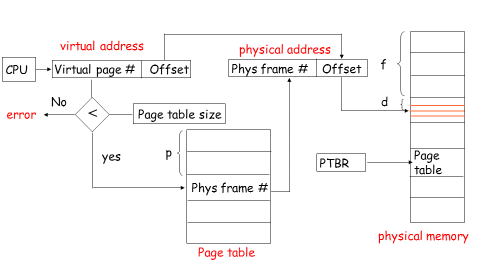 virtual address
physical address
CPU
Virtual page #
Offset
Phys frame #
Offset
f
No
d
error
<
Page table size
yes
p
Phys frame #
PTBR
Page
table
Page table
physical memory